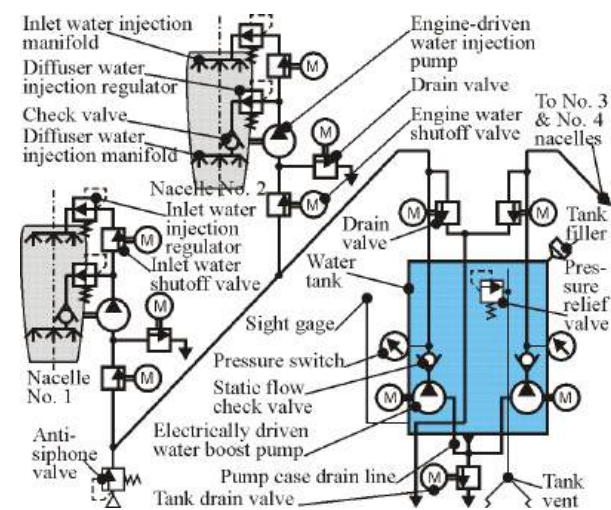 Inlet water injection
manifold
Diffuser water
injection regulator
Check valve
Diffuser water
injection manifold
Nacelle No. 2
Inlet water
injection
regulator
Inlet water
shutoff valve
Nacelle
No. 1
Anti-
siphone
valve
Engine-driven
water injection
pump
Drain valve
Engine water
shutoff valve
To No. 3
& No. 4
nacelles
Drain
valve
Water
tank
Tank
filler
Pres-
sure
relief
valve
Sight gage
Pressure switch
Static flow
check valve
Electrically driven
water boost pump
Pump case drain line
Tank drain valve
Tank
vent
M
M
M
M
M
M
M
M
M
M
M
M